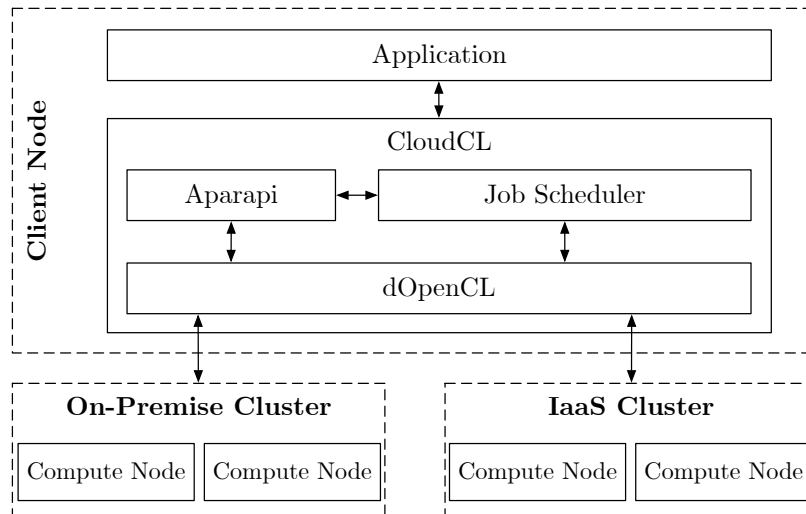 Client Node
Application
CloudCL
Aparapi
Job Scheduler
dOpenCL
On-Premise Cluster
Compute Node
Compute Node
IaaS Cluster
Compute Node
Compute Node